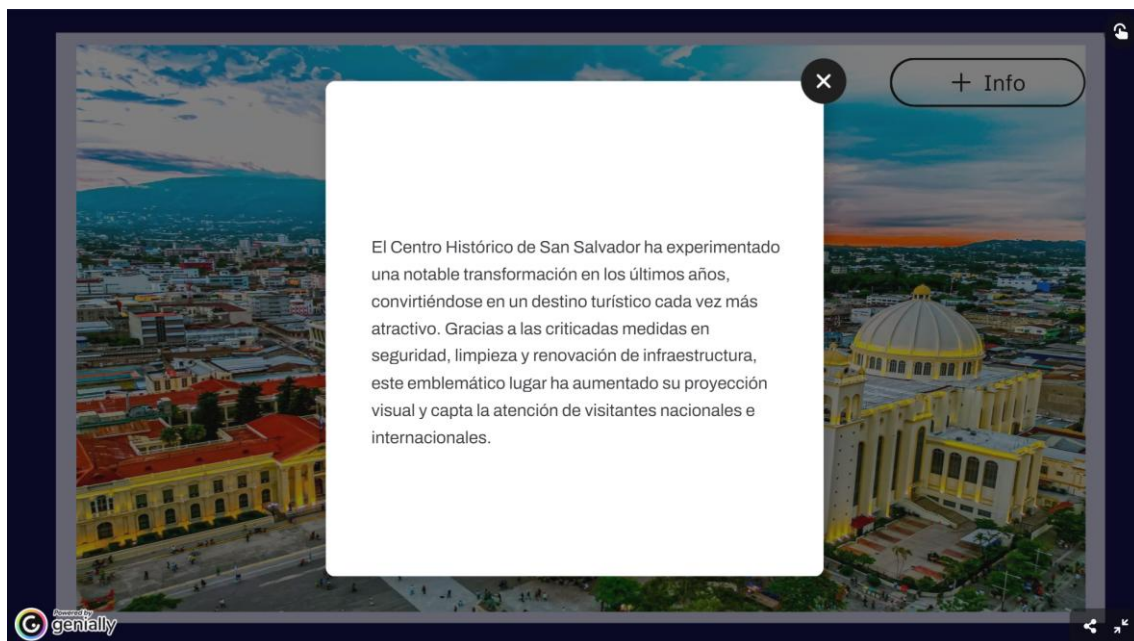 + Info
El Centro Histórico de San Salvador ha experimentado
una notable transformación en los últimos años,
convirtiéndose en un destino turístico cada vez más
atractivo. Gracias a las criticadas medidas en
seguridad, limpieza y renovación de infraestructura,
este emblemático lugar ha aumentado su proyección
visual y capta la atención de visitantes nacionales e
internacionales.
Powered by
genially